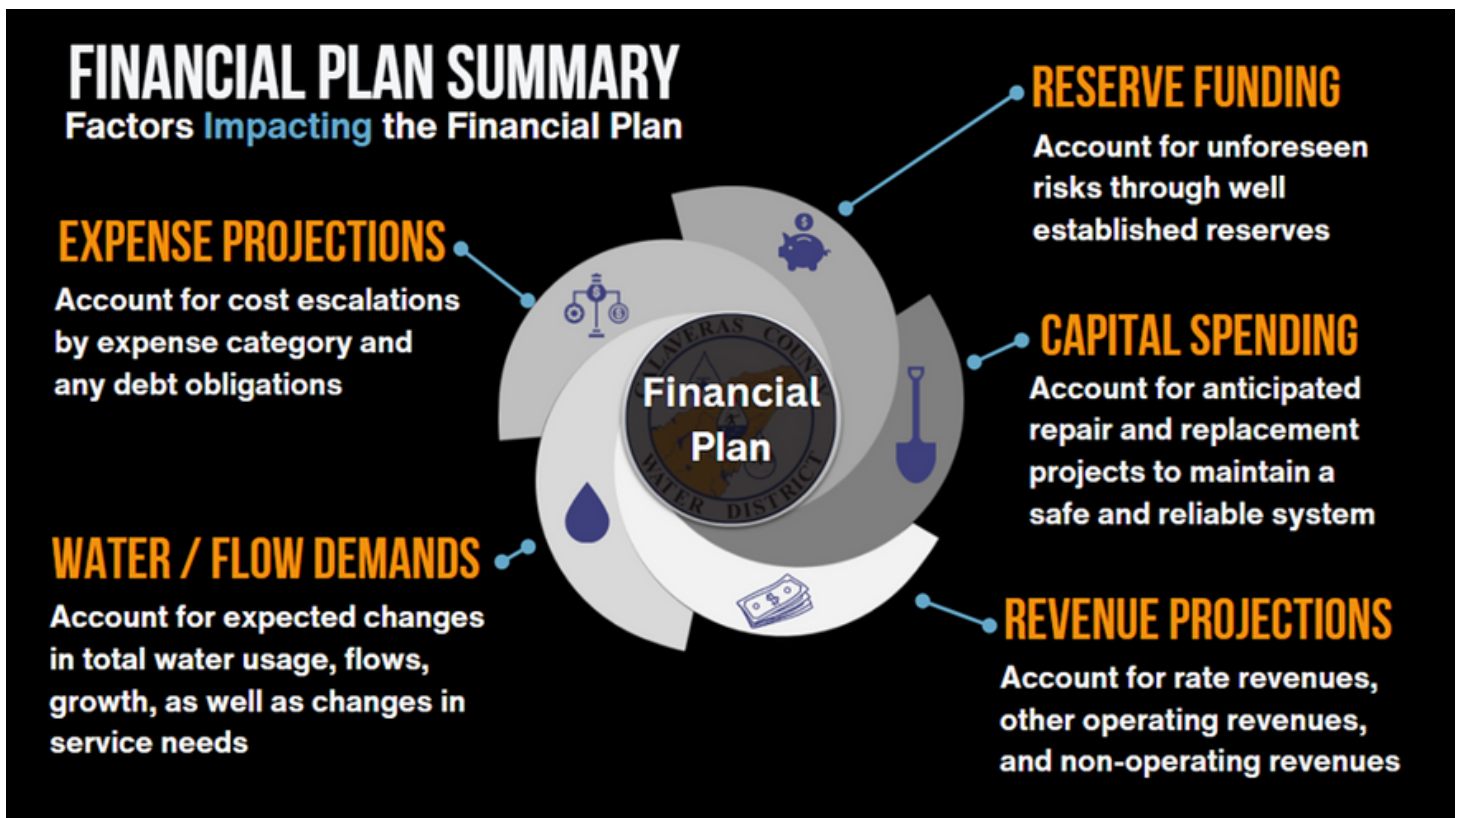 FINANCIAL PLAN SUMMARY
Factors Impacting the Financial Plan
EXPENSE PROJECTIONS
Account for cost escalations
by expense category and
any debt obligations
WATER / FLOW DEMANDS
Account for expected changes
in total water usage, flows,
growth, as well as changes in
service needs
CALAVERAS COUNTY
Financial
Plan
WATER DISTRICT
RESERVE FUNDING
Account for unforeseen
risks through well
established reserves
CAPITAL SPENDING
Account for anticipated
repair and replacement
projects to maintain a
safe and reliable system
REVENUE PROJECTIONS
Account for rate revenues,
other operating revenues,
and non-operating revenues